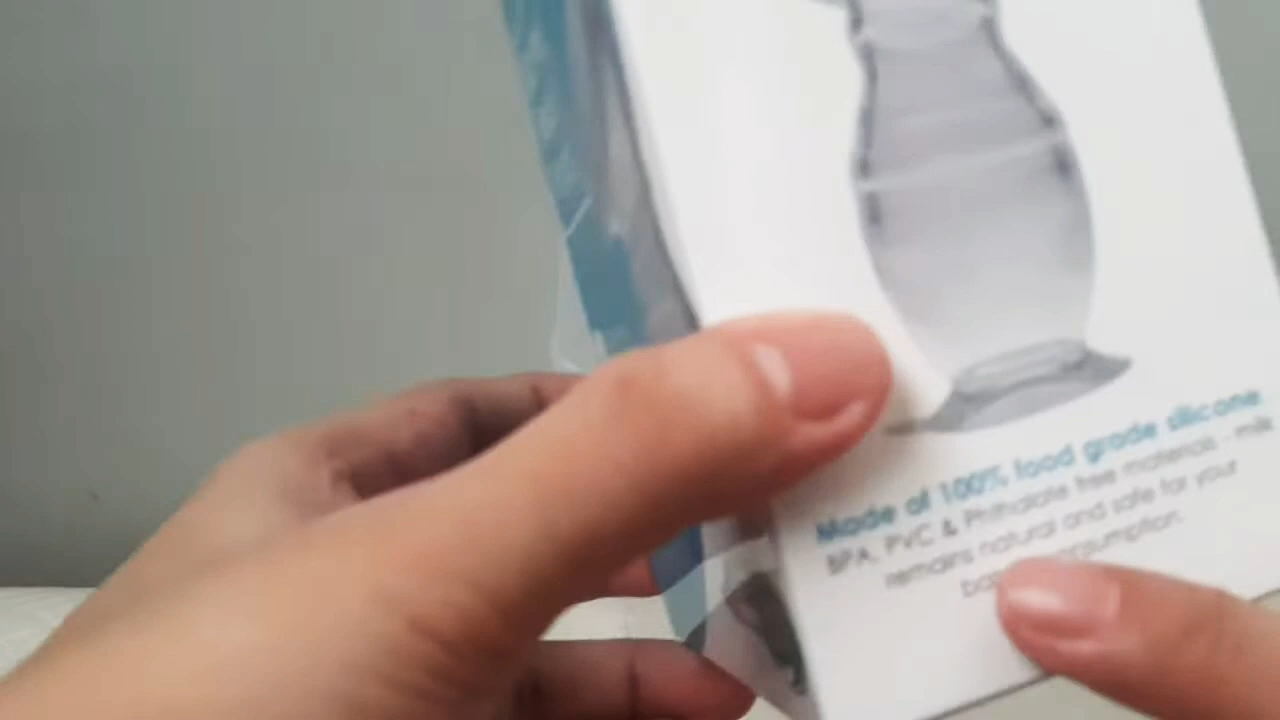 Made of 100% food grade silicone
BPA, PVC & Phthalate free materials - milk
remains natural and safe for your
consumption.